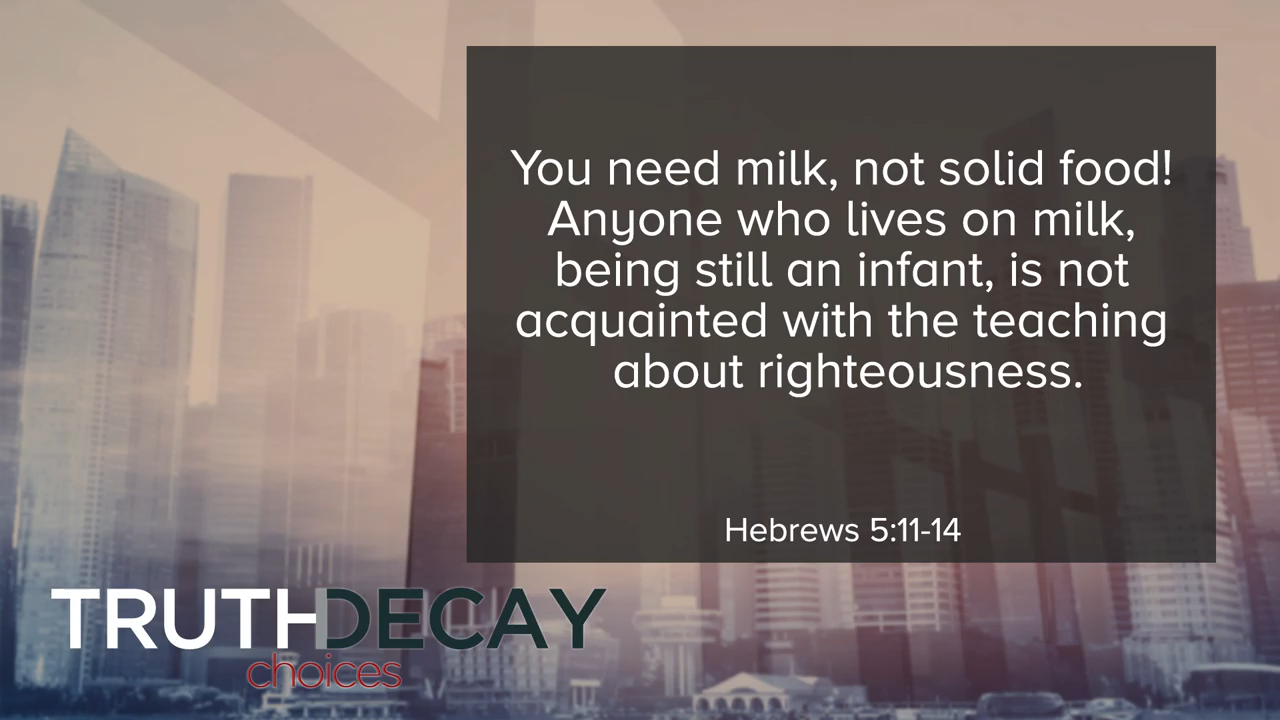 You need milk, not solid food!
Anyone who lives on milk,
being still an infant, is not
acquainted with the teaching
about righteousness.
Hebrews 5:11-14
TRUTHDECAY
choices